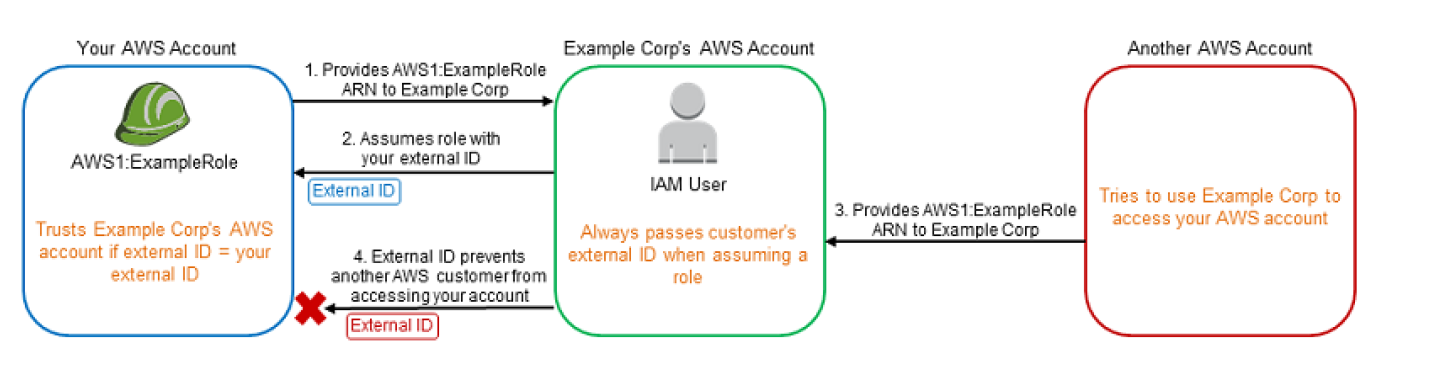 Your AWS Account
AWS1:ExampleRole
Trusts Example Corp's AWS
account if external ID = your
external ID
1. Provides AWS1:ExampleRole
ARN to Example Corp
2. Assumes role with
your external ID
External ID
4. External ID prevents
another AWS customer from
accessing your account
External ID
Example Corp's AWS Account
IAM User
Always passes customer's
external ID when assuming a
role
3. Provides AWS1:ExampleRole
ARN to Example Corp
Another AWS Account
Tries to use Example Corp to
access your AWS account